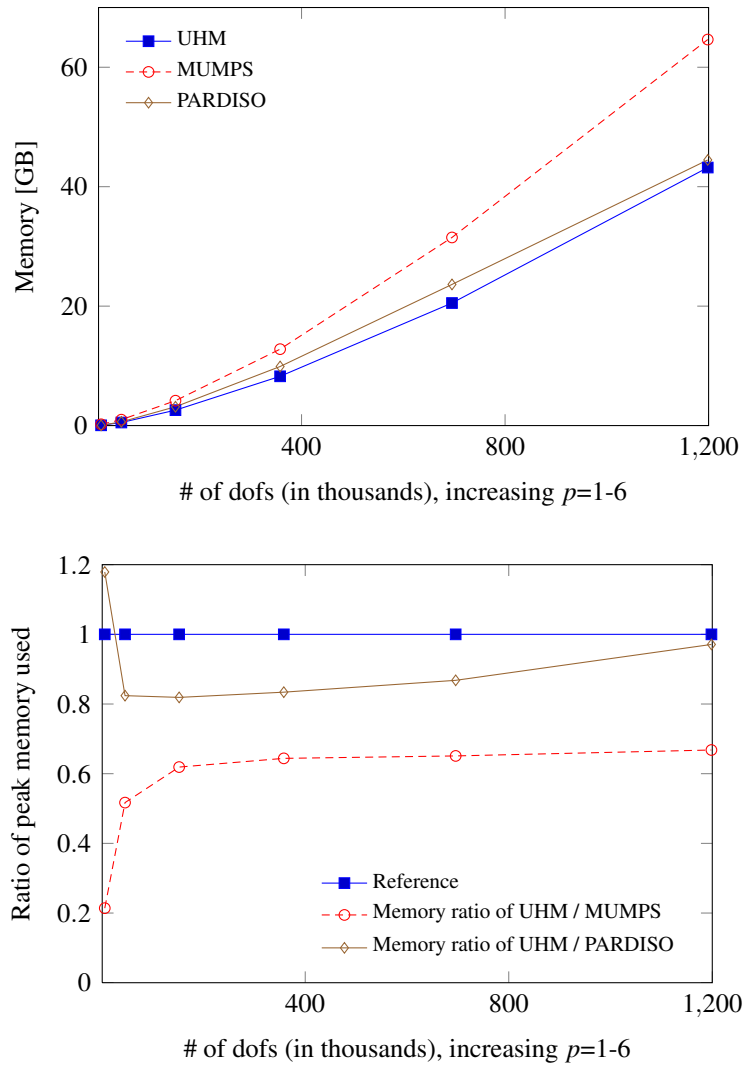 60
40
20
0
Memory [GB]
UHM
MUMPS
PARDISO
400
800
1,200
# of dofs (in thousands), increasing p=1-6
1.2
1
0.8
0.6
0.4
0.2
0
Ratio of peak memory used
Reference
Memory ratio of UHM / MUMPS
Memory ratio of UHM / PARDISO
400
800
1,200
# of dofs (in thousands), increasing p=1-6